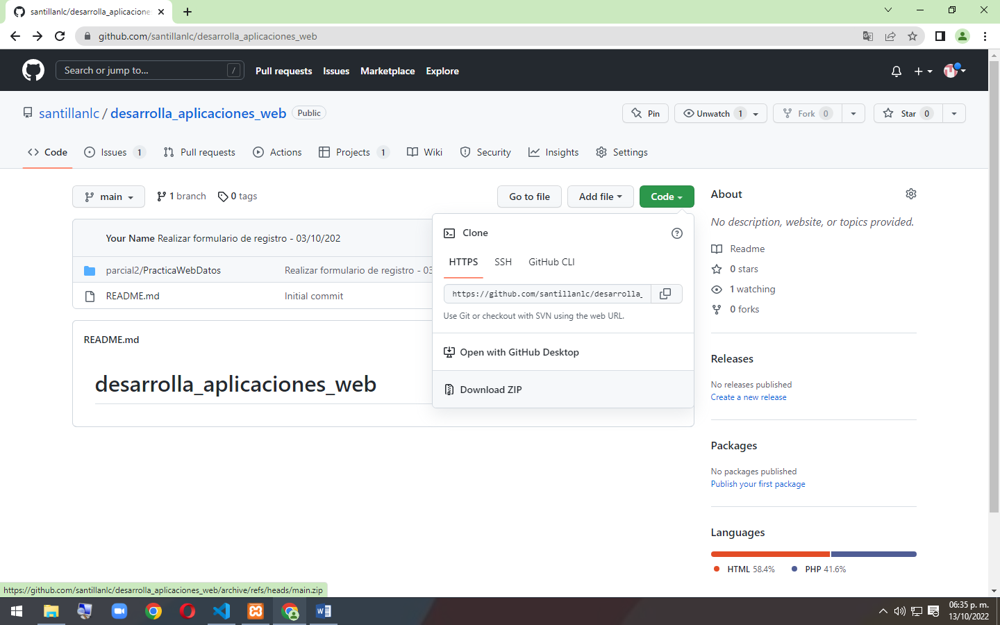 santillanlc/desarrolla_aplicacione
github.com/santillanlc/desarrolla_aplicaciones_web
Search or jump to...
/
Pull requests
Issues
Marketplace
Explore
santillanlc / desarrolla_aplicaciones_web
Public
Pin
Unwatch 1
Fork 0
Star 0
Code
Issues 1
Pull requests
Actions
Projects 1
Wiki
Security
Insights
Settings
main
1 branch
0 tags
Go to file
Add file
Code
About
No description, website, or topics provided.
Readme
0 stars
1 watching
0 forks
Your Name Realizar formulario de registro - 03/10/202
parcial2/PracticaWebDatos
Realizar formulario de registro - 03
README.md
Initial commit
Clone
HTTPS
SSH
GitHub CLI
https://github.com/santillanlc/desarrolla_
Use Git or checkout with SVN using the web URL.
Open with GitHub Desktop
Download ZIP
README.md
desarrolla_aplicaciones_web
Releases
No releases published
Create a new release
Packages
No packages published
Publish your first package
Languages
HTML 58.4%
PHP 41.6%
https://github.com/santillanlc/desarrolla_aplicaciones_web/archive/refs/heads/main.zip
06:35 p. m.
13/10/2022